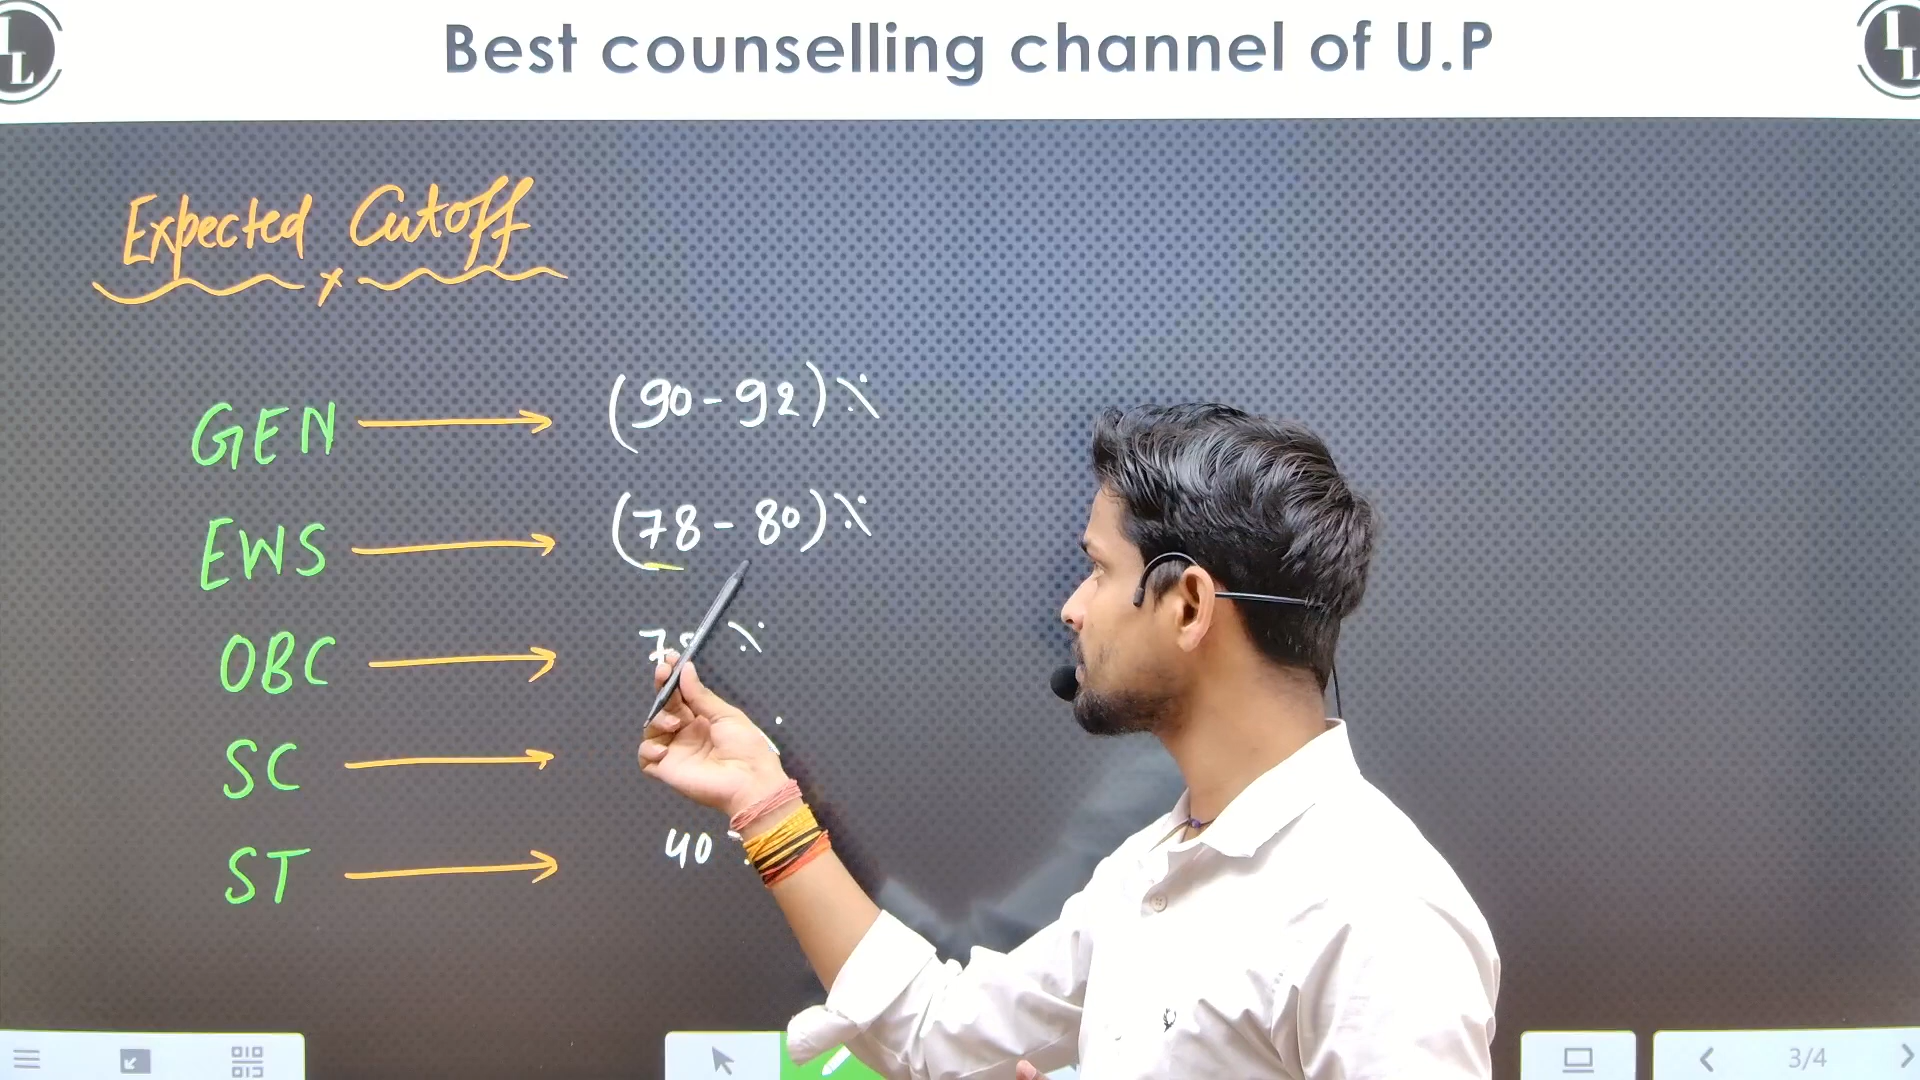 Best counselling channel of U.P
Expected Cutoff
GEN → (90-92)%
EWS → (78-80)%
OBC →
SC →
ST → 40
3/4